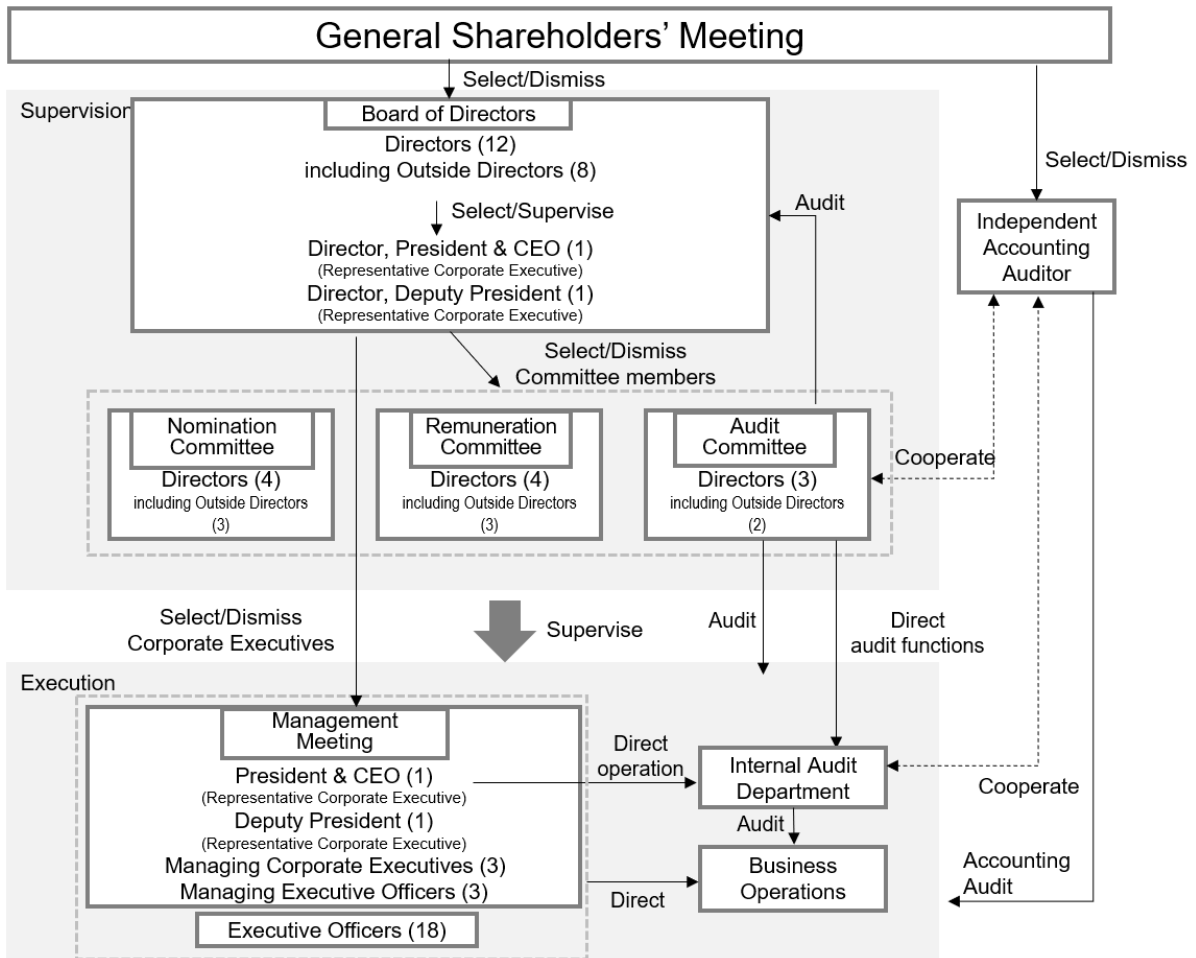 General Shareholders' Meeting
Select/Dismiss
Supervision
Board of Directors
Directors (12)
including Outside Directors (8)
Select/Supervise
Director, President & CEO (1)
(Representative Corporate Executive)
Director, Deputy President (1)
(Representative Corporate Executive)
Audit
Select/Dismiss
Independent
Accounting
Auditor
Select/Dismiss
Committee members
Nomination
Committee
Directors (4)
including Outside Directors
(3)
Remuneration
Committee
Directors (4)
including Outside Directors
(3)
Audit
Committee
Directors (3)
including Outside Directors
(2)
Cooperate
Select/Dismiss
Corporate Executives
Supervise
Audit
Direct
audit functions
Execution
Management
Meeting
President & CEO (1)
(Representative Corporate Executive)
Deputy President (1)
(Representative Corporate Executive)
Managing Corporate Executives (3)
Managing Executive Officers (3)
Executive Officers (18)
Direct
operation
Internal Audit
Department
Audit
Business
Operations
Direct
Cooperate
Accounting
Audit